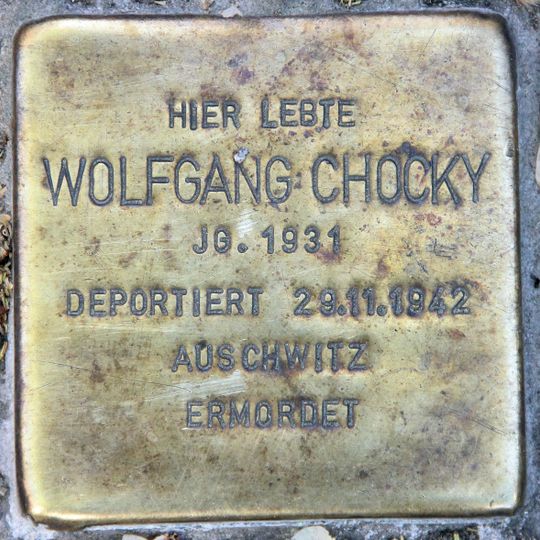 HIER LEBTE
WOLFGANG CHOCKY
JG. 1931
DEPORTIERT 29.11.1942
AUSCHWITZ
ERMORDET